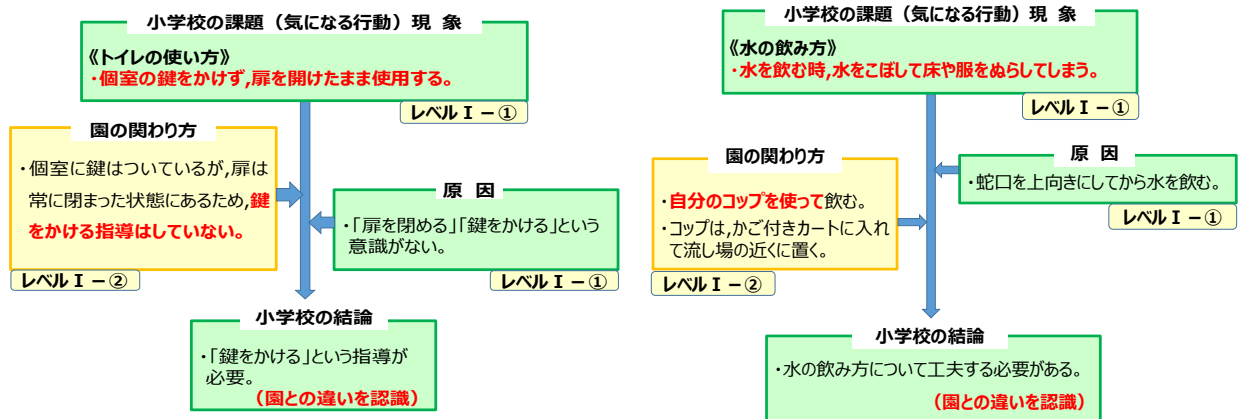 小学校の課題（気になる行動）現 象
《トイレの使い方》
・個室の鍵をかけず,扉を開けたまま使用する。
レベルⅠ－①
園の関わり方
・個室に鍵はついているが,扉は
常に閉まった状態にあるため,鍵
をかける指導はしていない。
レベルⅠ－②
原 因
・「扉を閉める」「鍵をかける」という
意識がない。
レベルⅠ－①
小学校の結論
・「鍵をかける」という指導が
必要。
（園との違いを認識）
小学校の課題（気になる行動）現 象
《水の飲み方》
・水を飲む時,水をこぼして床や服をぬらしてしまう。
レベルⅠ－①
園の関わり方
・自分のコップを使って飲む。
・コップは,かご付きカートに入れ
て流し場の近くに置く。
レベルⅠ－②
原 因
・蛇口を上向きにしてから水を飲む。
レベルⅠ－①
小学校の結論
・水の飲み方について工夫する必要がある。
（園との違いを認識）